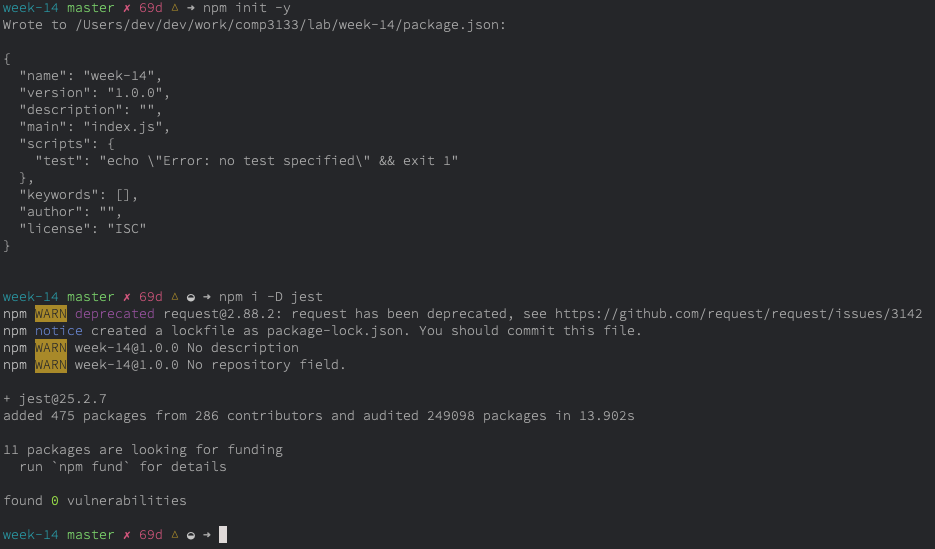 week-14 master ✗ 69d △ ➜ npm init -y
Wrote to /Users/dev/dev/work/comp3133/lab/week-14/package.json:
{
  "name": "week-14",
  "version": "1.0.0",
  "description": "",
  "main": "index.js",
  "scripts": {
    "test": "echo \"Error: no test specified\" && exit 1"
  },
  "keywords": [],
  "author": "",
  "license": "ISC"
}
week-14 master ✗ 69d △ ◒ ➜ npm i -D jest
npm WARN deprecated request@2.88.2: request has been deprecated, see https://github.com/request/request/issues/3142
npm notice created a lockfile as package-lock.json. You should commit this file.
npm WARN week-14@1.0.0 No description
npm WARN week-14@1.0.0 No repository field.
+ jest@25.2.7
added 475 packages from 286 contributors and audited 249098 packages in 13.902s
11 packages are looking for funding
  run `npm fund` for details
found 0 vulnerabilities
week-14 master ✗ 69d △ ◒ ➜